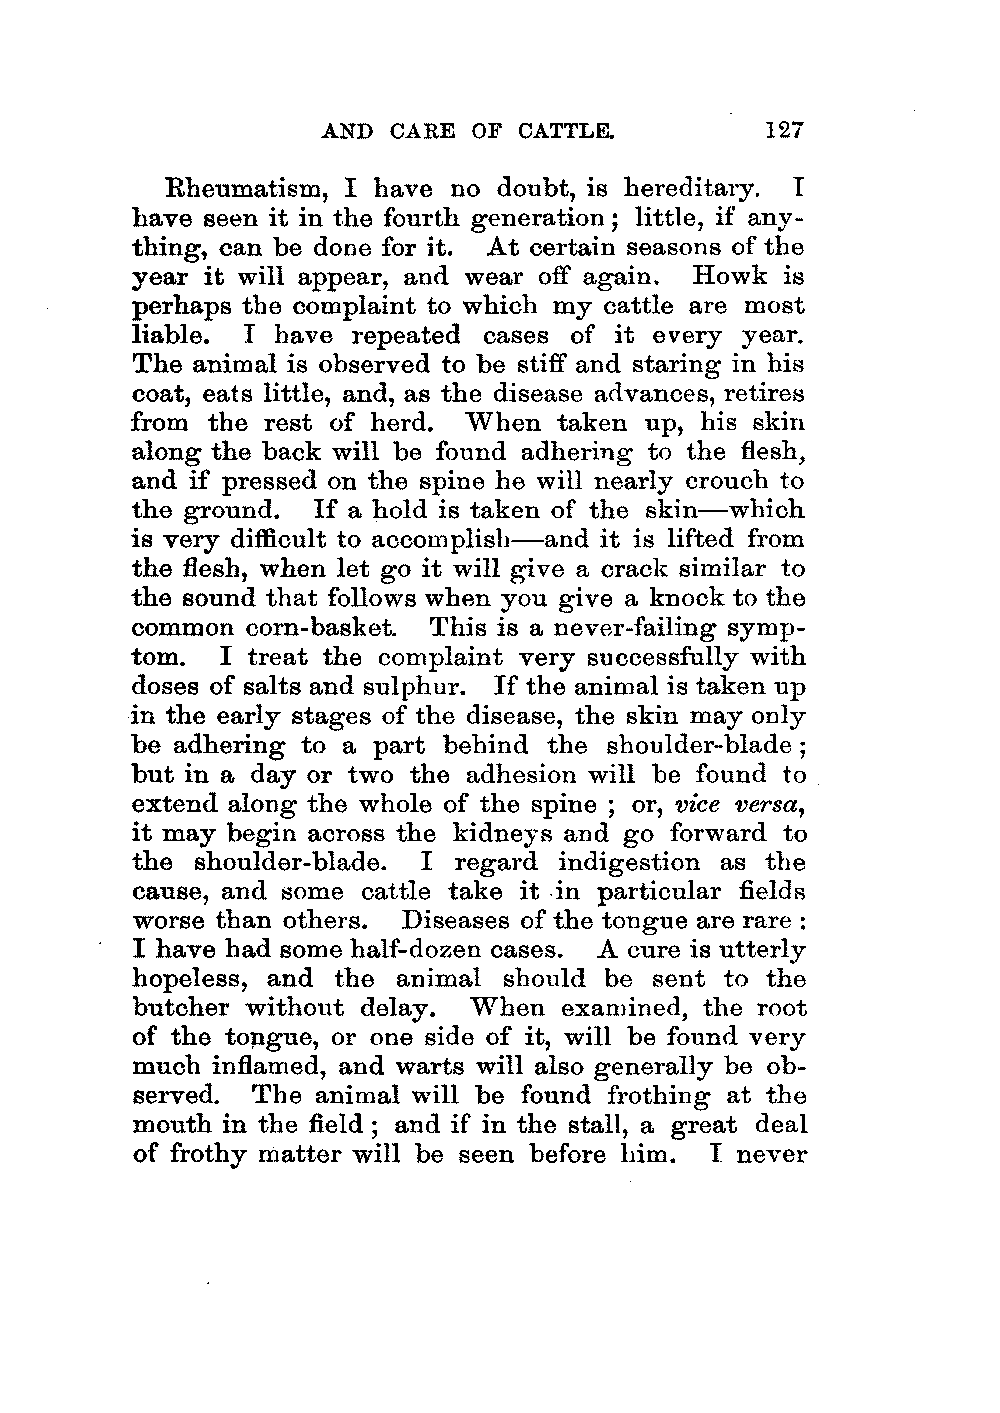 AND CARE OF CATTLE. 127
Rheumatism, I have no doubt, is hereditary. I
have seen it in the fourth generation; little, if any-
thing, can be done for it. At certain seasons of the
year it will appear, and wear off again. Howk is
perhaps the complaint to which my cattle are most
liable. I have repeated cases of it every year.
The animal is observed to be stiff and staring in his
coat, eats little, and, as the disease advances, retires
from the rest of herd. When taken up, his skin
along the back will be found adhering to the flesh,
and if pressed on the spine he will nearly crouch to
the ground. If a hold is taken of the skin—which
is very difficult to accomplish—and it is lifted from
the flesh, when let go it will give a crack similar to
the sound that follows when you give a knock to the
common corn-basket. This is a never-failing symp-
tom. I treat the complaint very successfully with
doses of salts and sulphur. If the animal is taken up
in the early stages of the disease, the skin may only
be adhering to a part behind the shoulder-blade;
but in a day or two the adhesion will be found to
extend along the whole of the spine; or, vice versa,
it may begin across the kidneys and go forward to
the shoulder-blade. I regard indigestion as the
cause, and some cattle take it in particular fields
worse than others. Diseases of the tongue are rare:
I have had some half-dozen cases. A cure is utterly
hopeless, and the animal should be sent to the
butcher without delay. When examined, the root
of the tongue, or one side of it, will be found very
much inflamed, and warts will also generally be ob-
served. The animal will be found frothing at the
mouth in the field; and if in the stall, a great deal
of frothy matter will be seen before him. I never